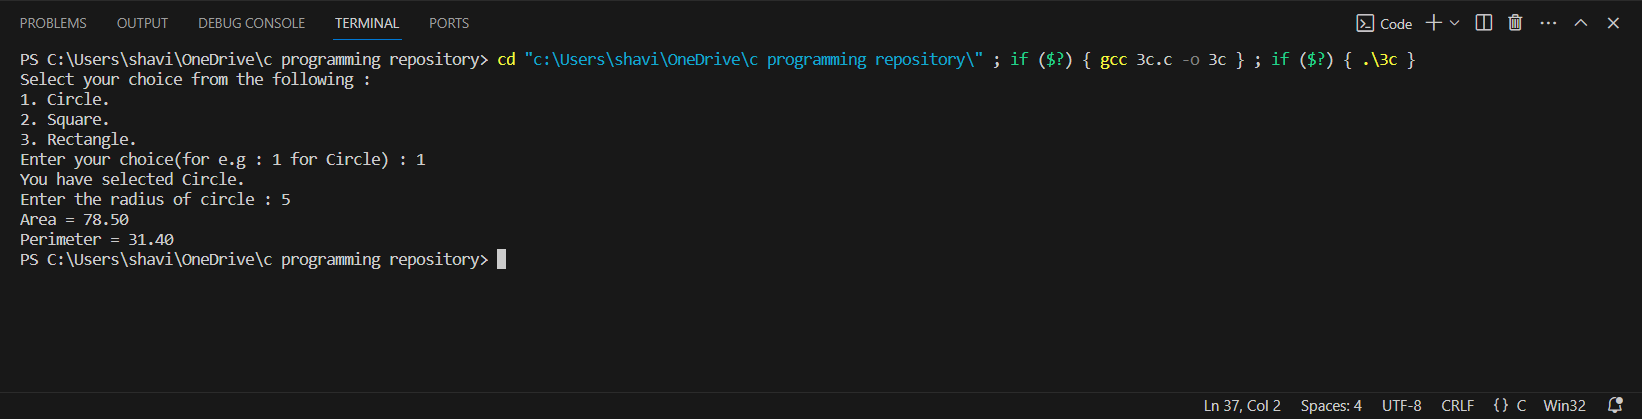 PROBLEMS OUTPUT DEBUG CONSOLE TERMINAL PORTS Code
PS C:\Users\shavi\OneDrive\c programming repository> cd "c:\Users\shavi\OneDrive\c programming repository\" ; if ($?) { gcc 3c.c -o 3c } ; if ($?) { .\3c }
Select your choice from the following :
1. Circle.
2. Square.
3. Rectangle.
Enter your choice(for e.g : 1 for Circle) : 1
You have selected Circle.
Enter the radius of circle : 5
Area = 78.50
Perimeter = 31.40
PS C:\Users\shavi\OneDrive\c programming repository>
Ln 37, Col 2 Spaces: 4 UTF-8 CRLF {} C Win32